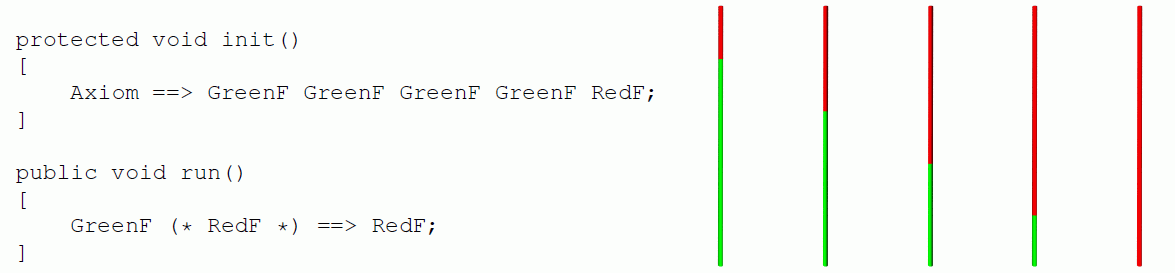 protected void init()
[
    Axiom ==> GreenF GreenF GreenF GreenF RedF;
]
public void run()
[
    GreenF (* RedF *) ==> RedF;
]